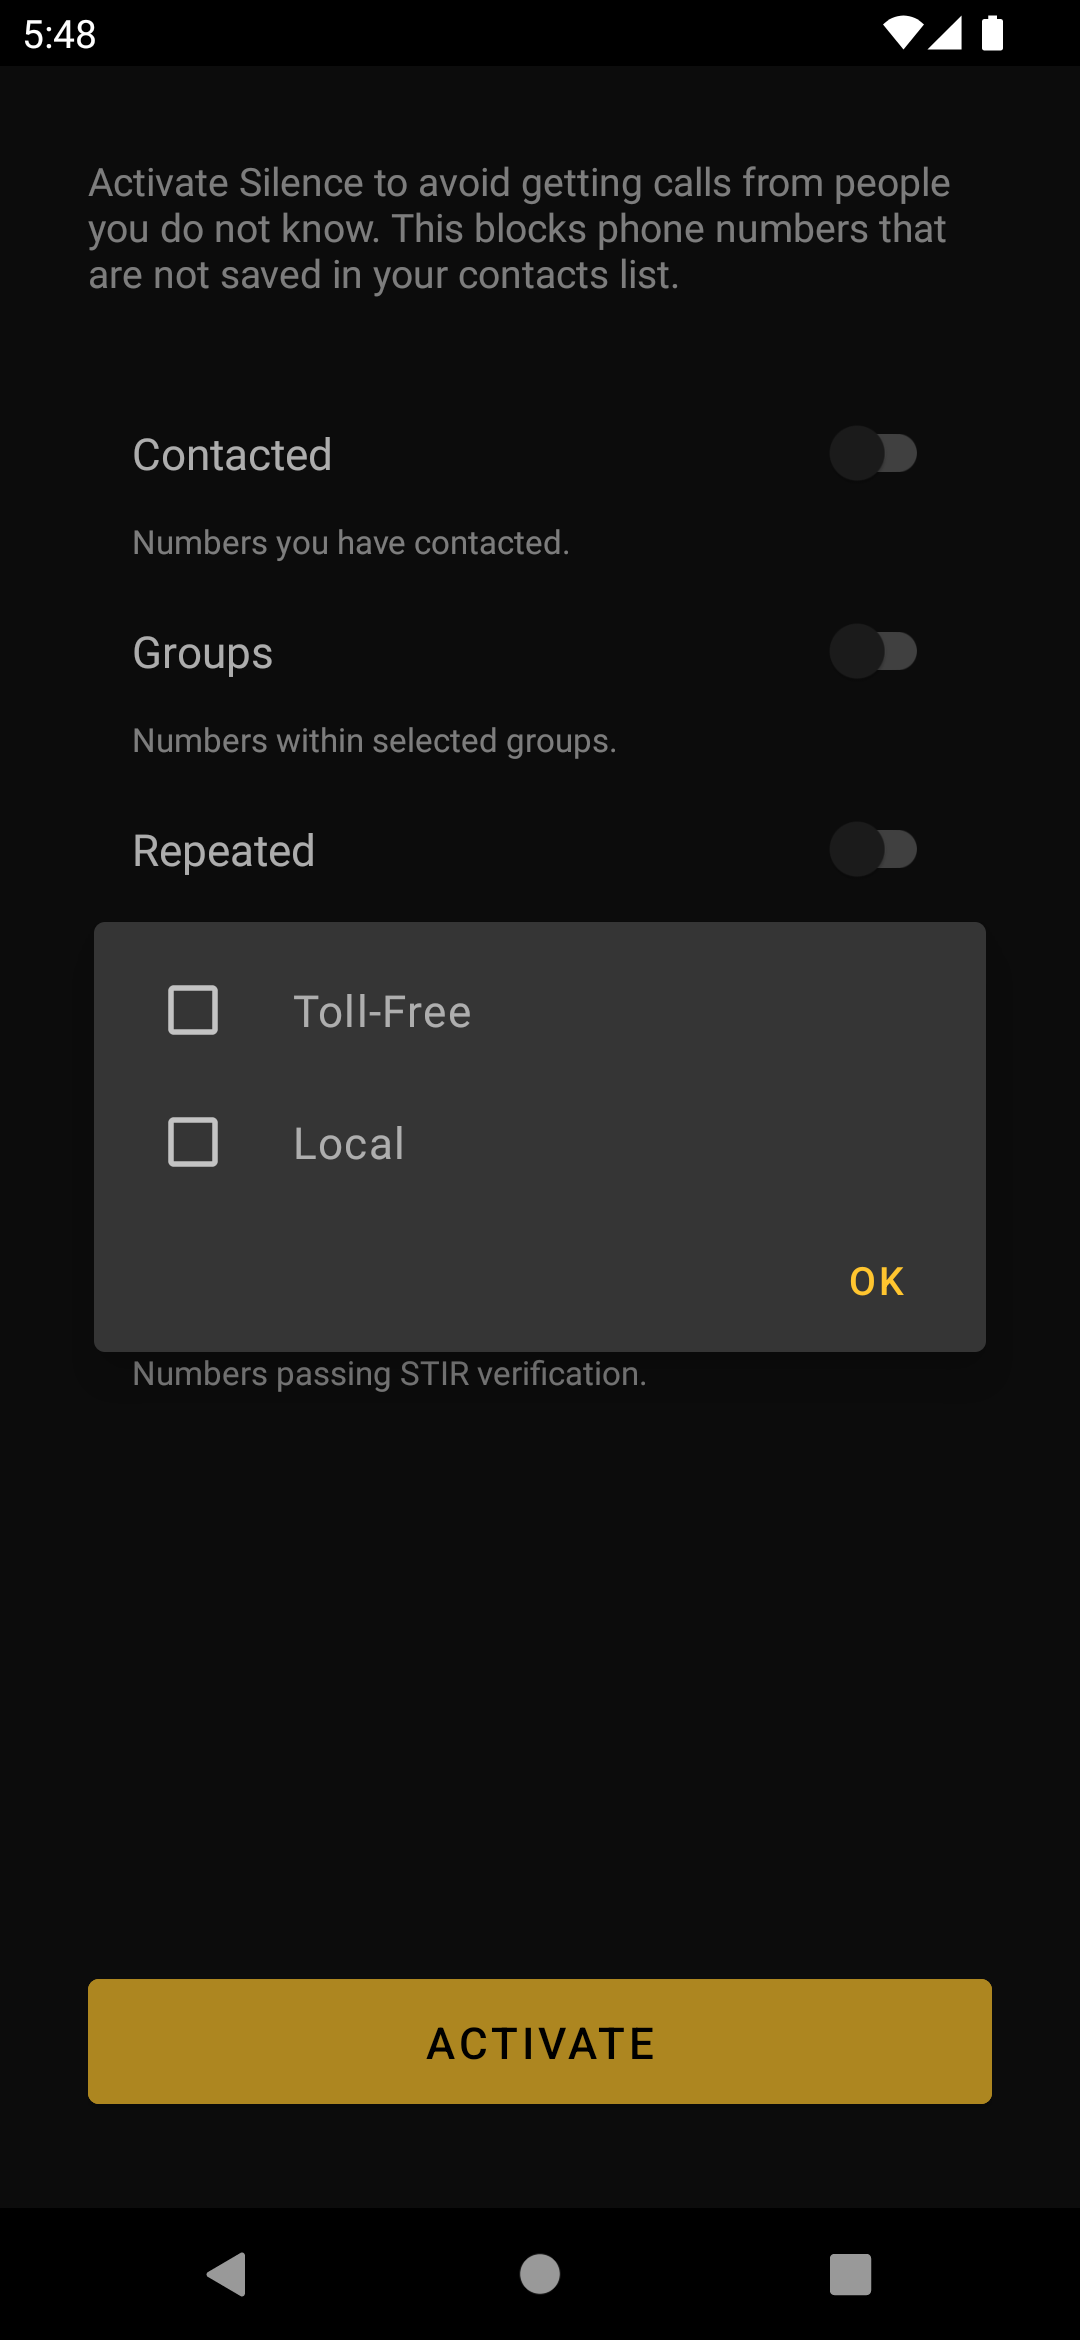 5:48
Activate Silence to avoid getting calls from people
you do not know. This blocks phone numbers that
are not saved in your contacts list.
Contacted
Numbers you have contacted.
Groups
Numbers within selected groups.
Repeated
Toll-Free
Local
OK
Numbers passing STIR verification.
ACTIVATE